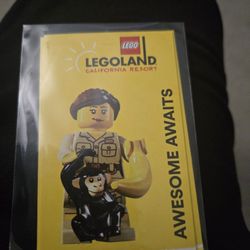 LEGO
LEGOLAND
CALIFORNIA RESORT
AWESOME AWAITS